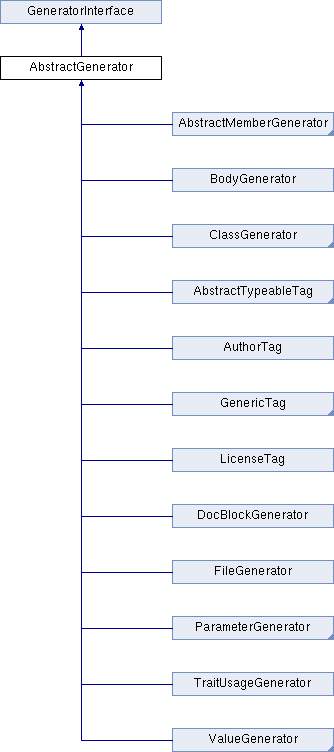 GeneratorInterface
AbstractGenerator
AbstractMemberGenerator
BodyGenerator
ClassGenerator
AbstractTypeableTag
AuthorTag
GenericTag
LicenseTag
DocBlockGenerator
FileGenerator
ParameterGenerator
TraitUsageGenerator
ValueGenerator